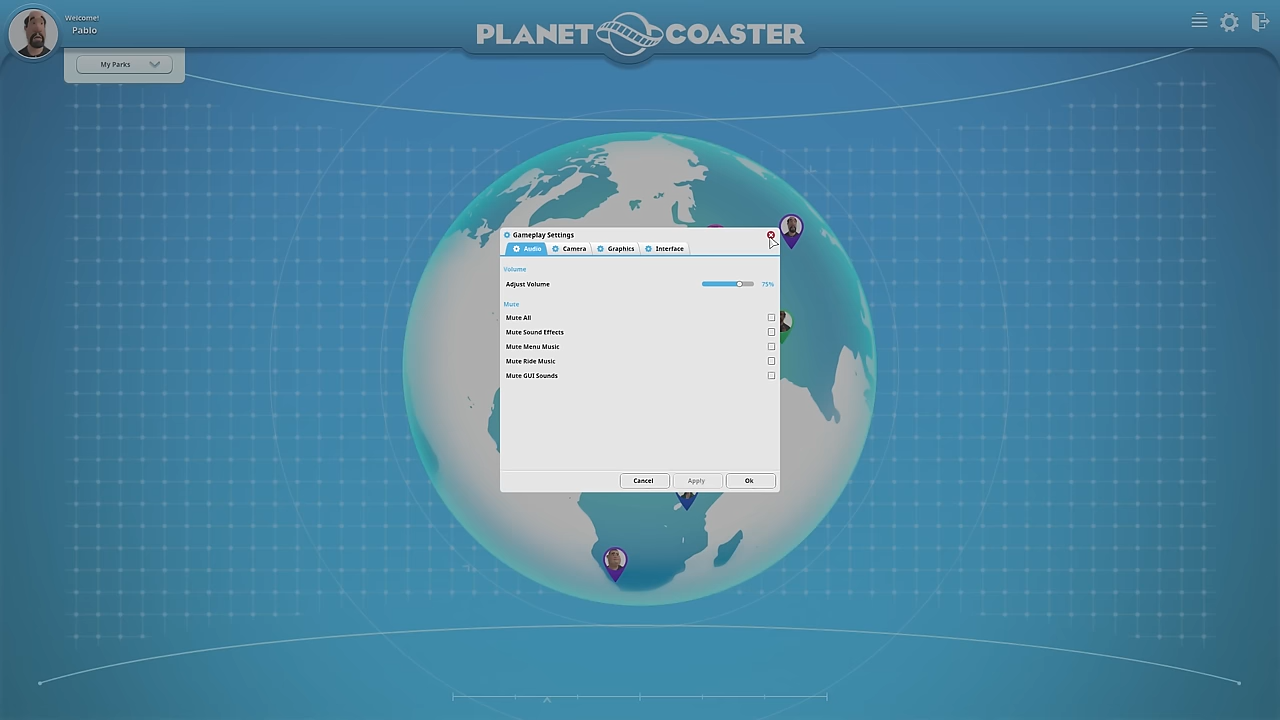 Welcome!
Pablo
PLANET COASTER
My Parks
Gameplay Settings
Audio Camera Graphics Interface
Volume
Adjust Volume 75%
Mute
Mute All
Mute Sound Effects
Mute Menu Music
Mute Ride Music
Mute GUI Sounds
Cancel Apply Ok